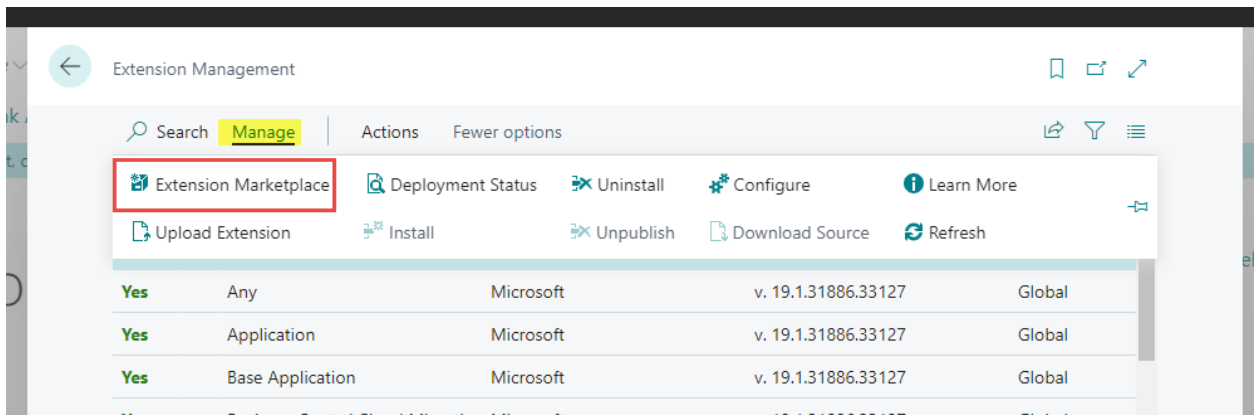 Extension Management
Search Manage Actions Fewer options
Extension Marketplace Deployment Status Uninstall Configure Learn More
Upload Extension Install Unpublish Download Source Refresh
Yes Any Microsoft v. 19.1.31886.33127 Global
Yes Application Microsoft v. 19.1.31886.33127 Global
Yes Base Application Microsoft v. 19.1.31886.33127 Global